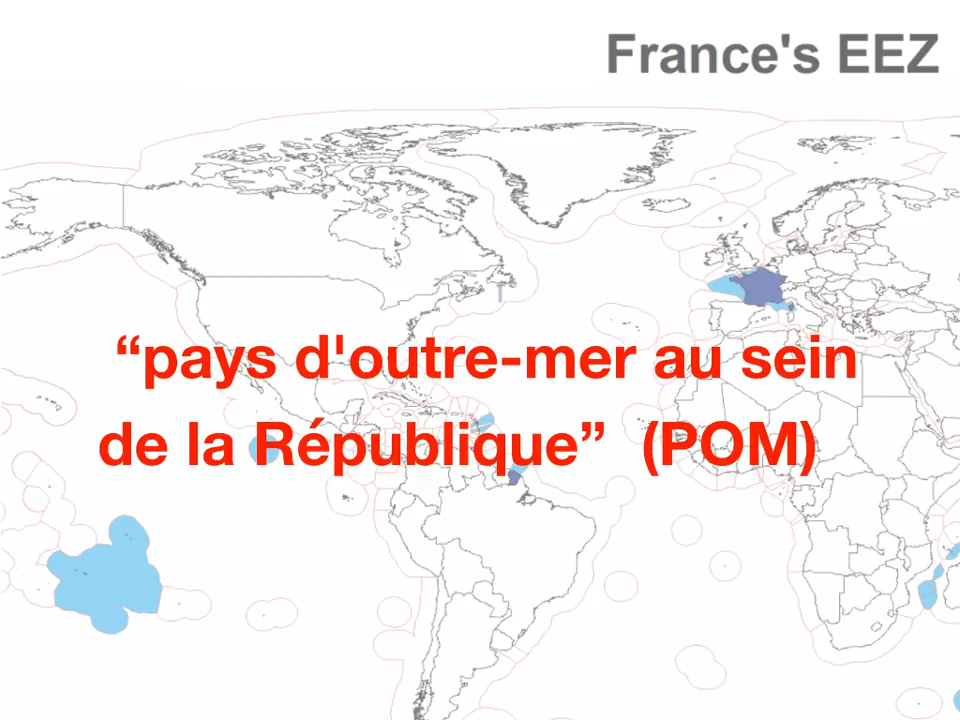 France's EEZ
“pays d'outre-mer au sein
de la République” (POM)